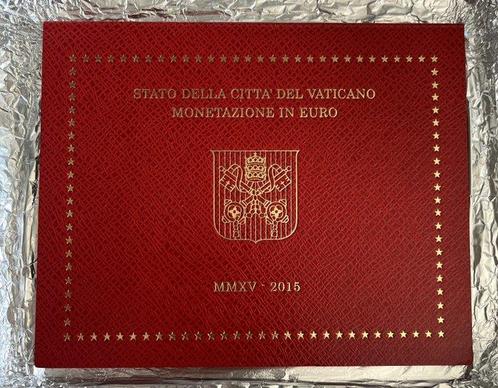 STATO DELLA CITTA' DEL VATICANO
MONETAZIONE IN EURO
MMXV - 2015